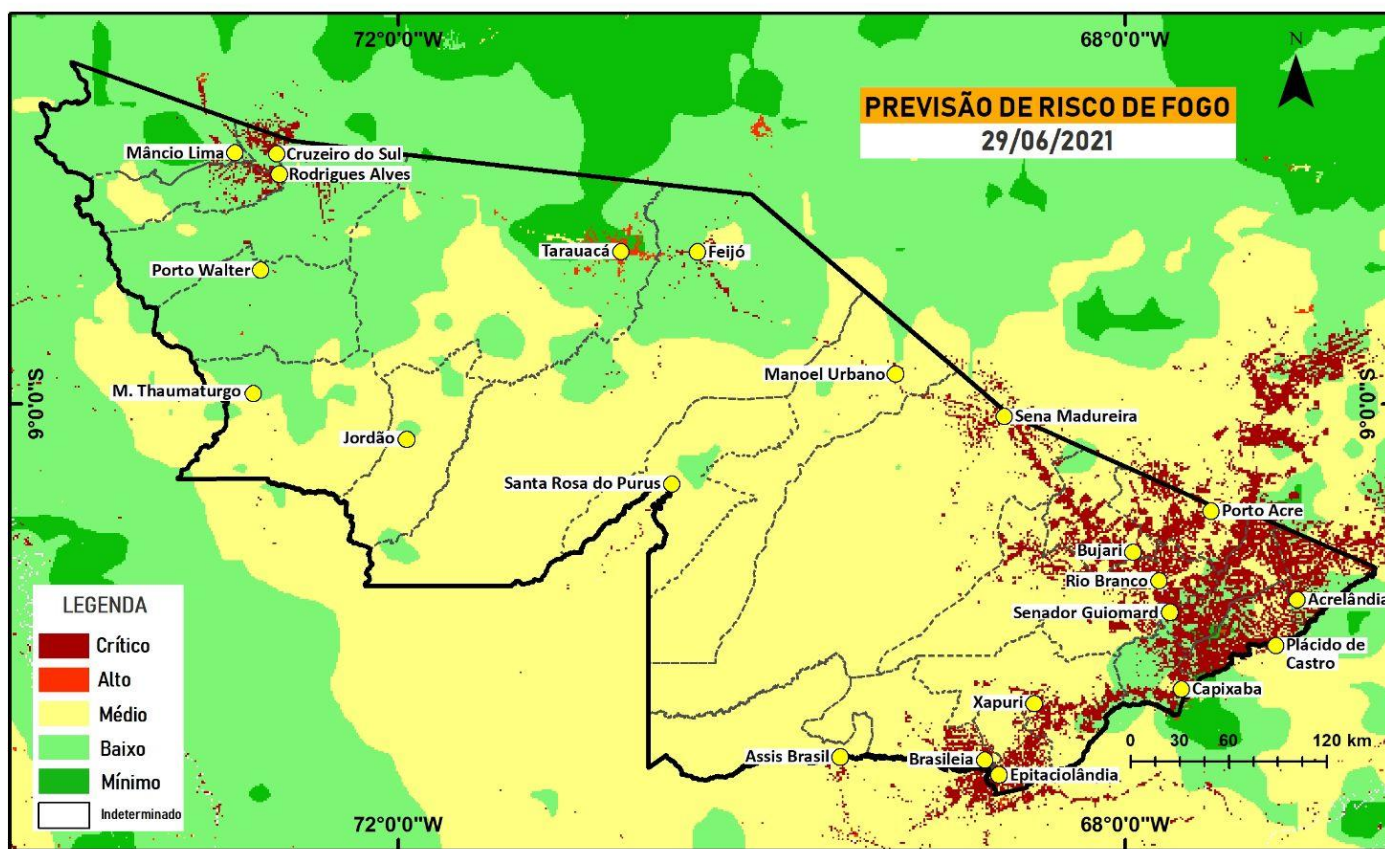 72°0'0"W
68°0'0"W
N
PREVISÃO DE RISCO DE FOGO
29/06/2021
Mâncio Lima
Cruzeiro do Sul
Rodrigues Alves
Tarauacá
Feijó
Porto Walter
Manoel Urbano
M. Thaumaturgo
9°0'0"S
9°0'0"S
Sena Madureira
Jordão
Santa Rosa do Purus
Porto Acre
Bujari
Rio Branco
Acrelândia
Senador Guiomard
Plácido de
Castro
Capixaba
Xapuri
Assis Brasil
Brasileia
Epitaciolândia
0 30 60 120 km
LEGENDA
Crítico
Alto
Médio
Baixo
Mínimo
Indeterminado
72°0'0"W
68°0'0"W